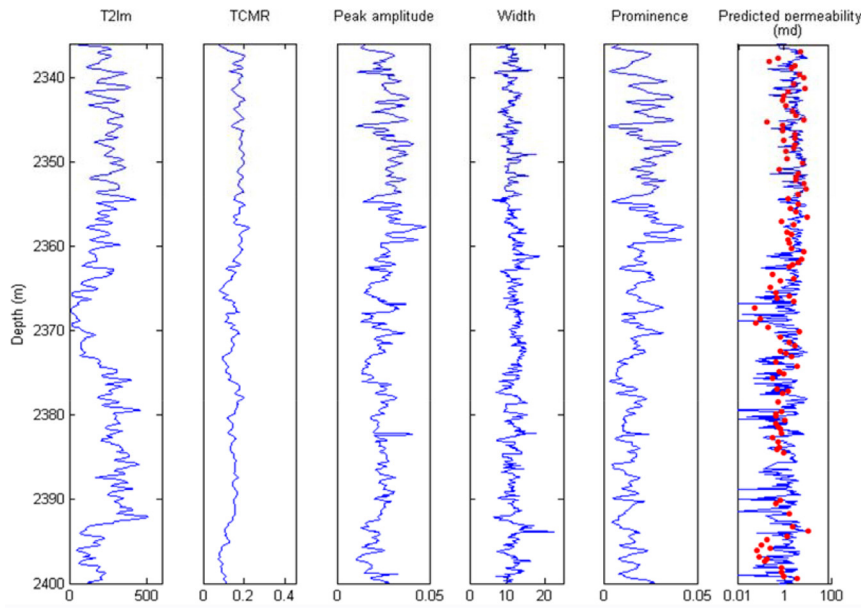 T2lm TCMR Peak amplitude Width Prominence Predicted permeability
(md)
2340
2350
2360
Depth (m)
2370
2380
2390
2400
0 500 0 0.2 0.4 0 0.05 0 10 20 0 0.05 0.01 1 100